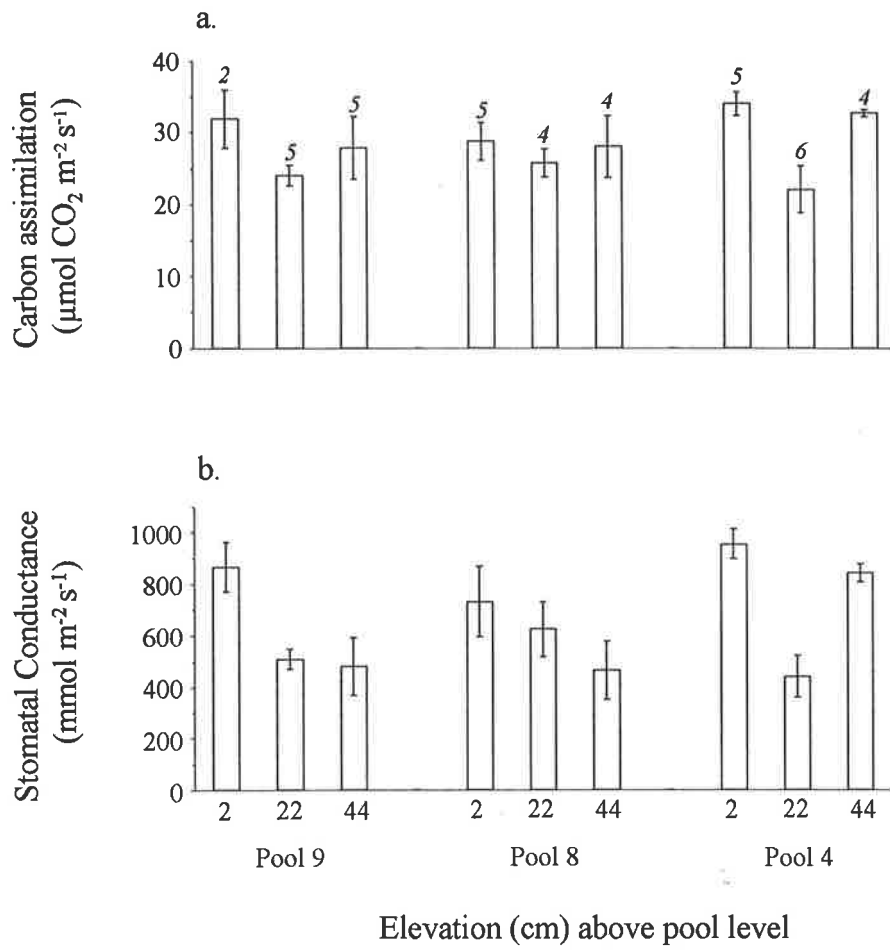 a.
Carbon assimilation
(µmol CO₂ m⁻² s⁻¹)
40
30
20
10
0
2
5
5
5
4
4
5
6
4
b.
Stomatal Conductance
(mmol m⁻² s⁻¹)
1000
800
600
400
200
0
2 22 44 2 22 44 2 22 44
Pool 9 Pool 8 Pool 4
Elevation (cm) above pool level